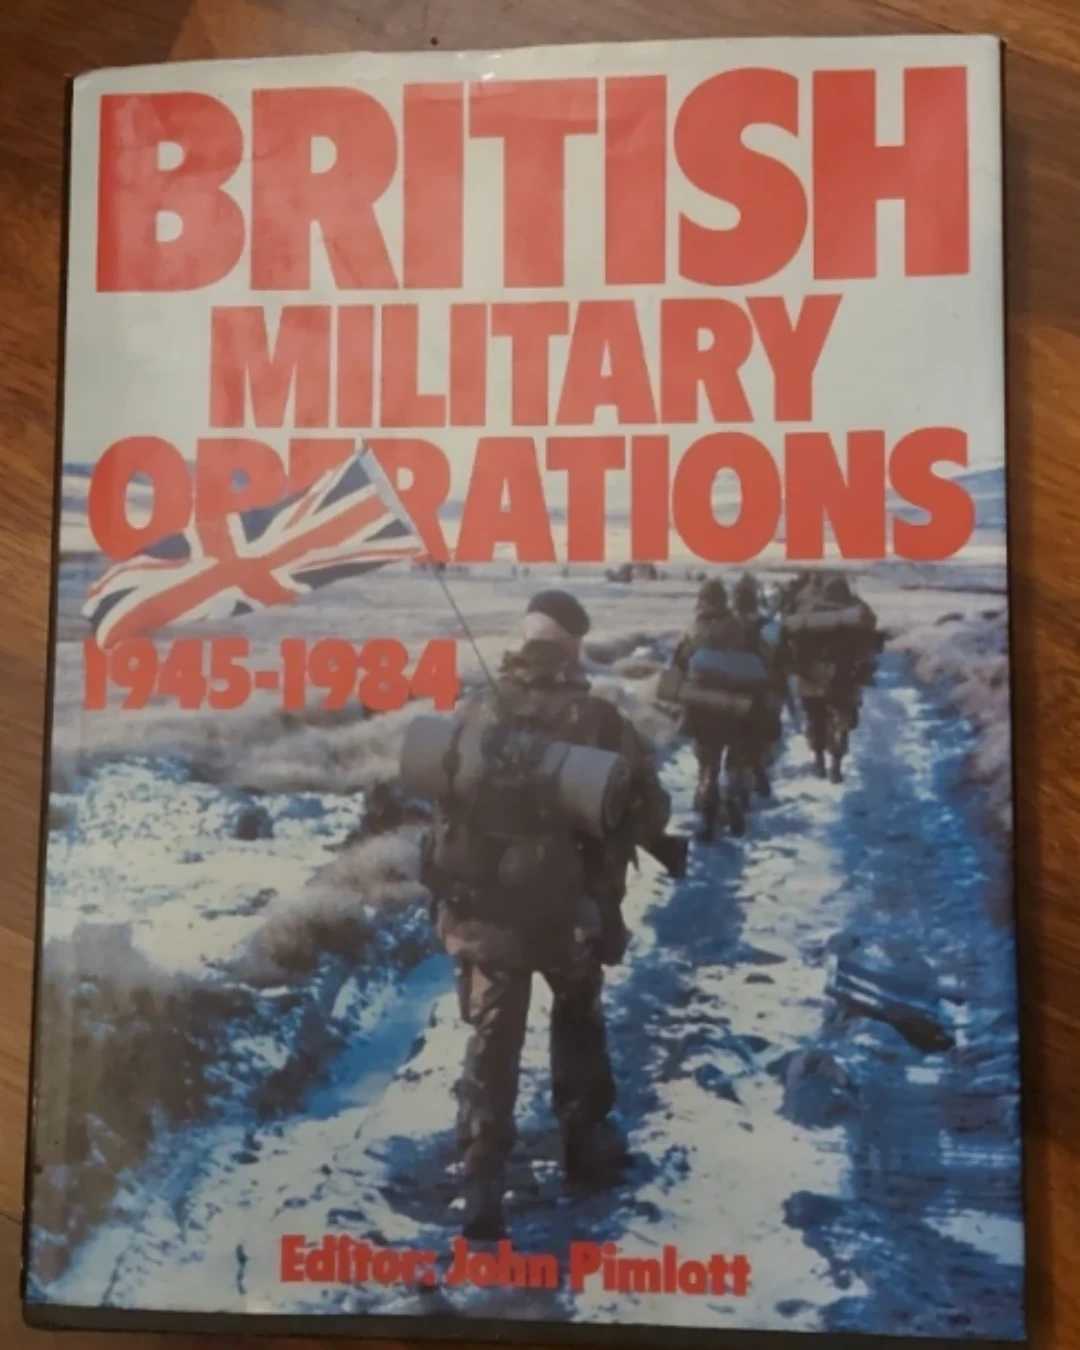 BRITISH
MILITARY
OPERATIONS
1945-1984
Editor: John Pimlott